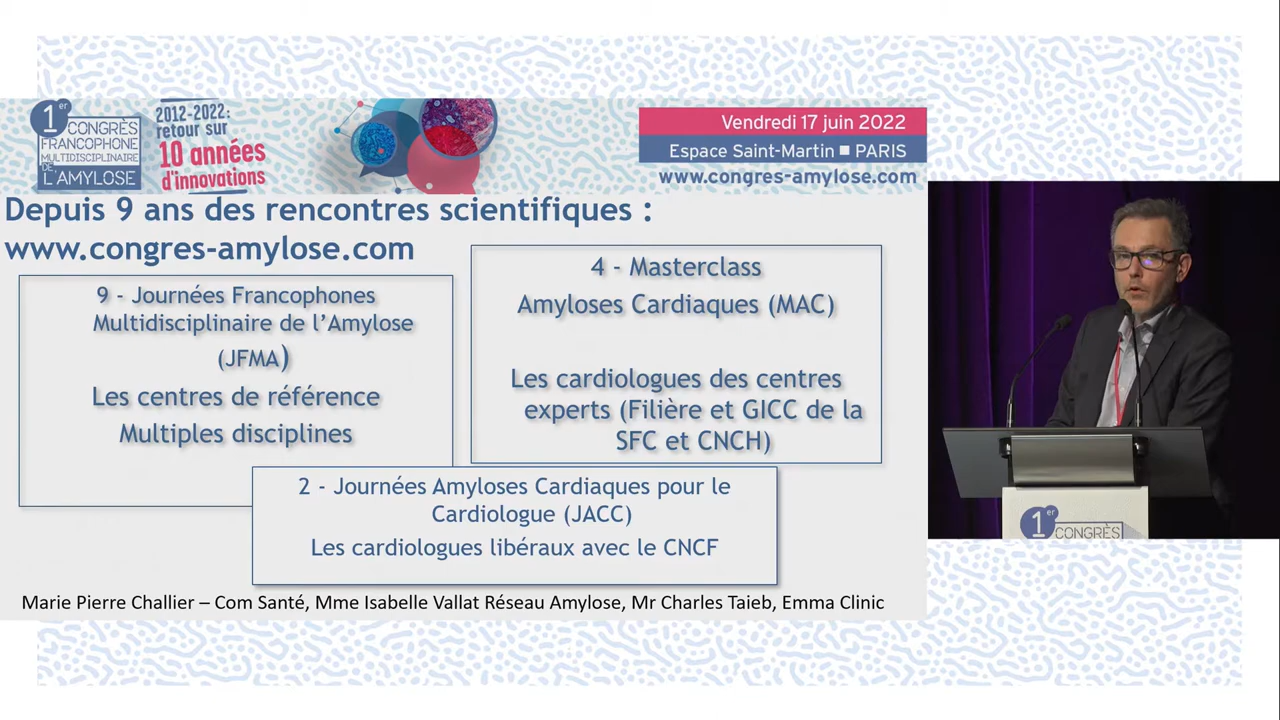 1er
CONGRÈS
FRANCOPHONE
MULTIDISCIPLINAIRE
DE
L'AMYLOSE
2012-2022:
retour sur
10 années
d'innovations
Vendredi 17 juin 2022
Espace Saint-Martin ■ PARIS
www.congres-amylose.com
Depuis 9 ans des rencontres scientifiques :
www.congres-amylose.com
9 - Journées Francophones
Multidisciplinaire de l’Amylose
(JFMA)
Les centres de référence
Multiples disciplines
4 - Masterclass
Amyloses Cardiaques (MAC)
Les cardiologues des centres
experts (Filière et GICC de la
SFC et CNCH)
2 - Journées Amyloses Cardiaques pour le
Cardiologue (JACC)
Les cardiologues libéraux avec le CNCF
Marie Pierre Challier – Com Santé, Mme Isabelle Vallat Réseau Amylose, Mr Charles Taieb, Emma Clinic
1er
CONGRÈS